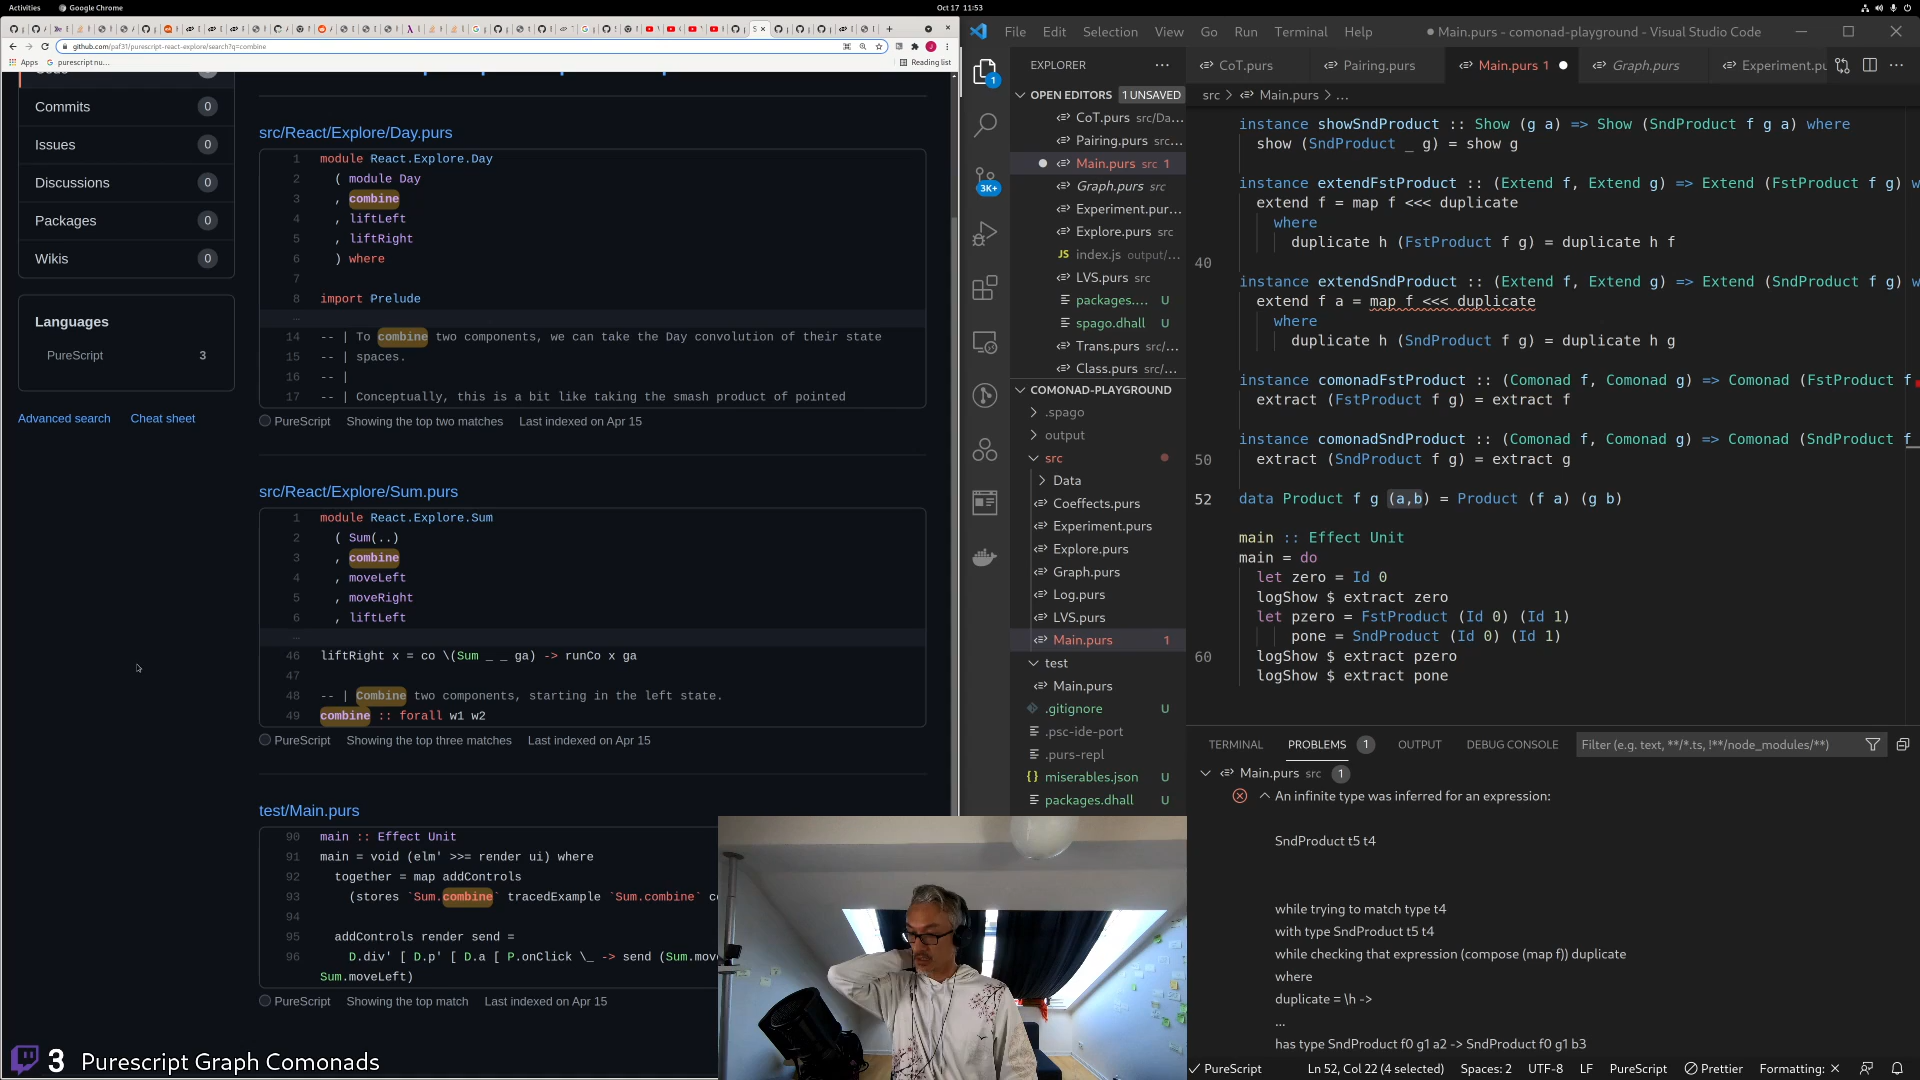 Activities
Google Chrome
Oct 17 11:53
github.com/paf31/purescript-react-explore/search?q=combine
Apps
purescript nu...
Reading list
Commits 0
Issues 0
Discussions 0
Packages 0
Wikis 0
Languages
PureScript 3
Advanced search Cheat sheet
src/React/Explore/Day.purs
1 module React.Explore.Day
2 ( module Day
3 , combine
4 , liftLeft
5 , liftRight
6 ) where
7
8 import Prelude
...
14 -- | To combine two components, we can take the Day convolution of their state
15 -- | spaces.
16 -- |
17 -- | Conceptually, this is a bit like taking the smash product of pointed
PureScript Showing the top two matches Last indexed on Apr 15
src/React/Explore/Sum.purs
1 module React.Explore.Sum
2 ( Sum(..)
3 , combine
4 , moveLeft
5 , moveRight
6 , liftLeft
...
46 liftRight x = co \(Sum _ _ ga) -> runCo x ga
47
48 -- | Combine two components, starting in the left state.
49 combine :: forall w1 w2
PureScript Showing the top three matches Last indexed on Apr 15
test/Main.purs
90 main :: Effect Unit
91 main = void (elm' >>= render ui) where
92 together = map addControls
93 (stores `Sum.combine` tracedExample `Sum.combine` co
94
95 addControls render send =
96 D.div' [ D.p' [ D.a [ P.onClick \_ -> send (Sum.mov
Sum.moveLeft)
PureScript Showing the top match Last indexed on Apr 15
3 Purescript Graph Comonads
File Edit Selection View Go Run Terminal Help
Main.purs - comonad-playground - Visual Studio Code
1
3K+
EXPLORER ...
OPEN EDITORS 1 UNSAVED
CoT.purs src/Da...
Pairing.purs src
Main.purs src 1
Graph.purs src
Experiment.pur...
Explore.purs src
JS index.js output/...
LVS.purs src
packages.... U
spago.dhall U
Trans.purs src/...
Class.purs src/...
COMONAD-PLAYGROUND
.spago
output
src
Data
Coeffects.purs
Experiment.purs
Explore.purs
Graph.purs
Log.purs
LVS.purs
Main.purs 1
test
Main.purs
.gitignore U
.psc-ide-port
.purs-repl
{} miserables.json U
packages.dhall U
CoT.purs
Pairing.purs
Main.purs 1
Graph.purs
Experiment.pu
src > Main.purs > ...
instance showSndProduct :: Show (g a) => Show (SndProduct f g a) where
show (SndProduct _ g) = show g
instance extendFstProduct :: (Extend f, Extend g) => Extend (FstProduct f g) w
extend f = map f <<< duplicate
where
duplicate h (FstProduct f g) = duplicate h f
40
instance extendSndProduct :: (Extend f, Extend g) => Extend (SndProduct f g) w
extend f a = map f <<< duplicate
where
duplicate h (SndProduct f g) = duplicate h g
instance comonadFstProduct :: (Comonad f, Comonad g) => Comonad (FstProduct f
extract (FstProduct f g) = extract f
instance comonadSndProduct :: (Comonad f, Comonad g) => Comonad (SndProduct f
50 extract (SndProduct f g) = extract g
52 data Product f g (a,b) = Product (f a) (g b)
main :: Effect Unit
main = do
let zero = Id 0
logShow $ extract zero
let pzero = FstProduct (Id 0) (Id 1)
pone = SndProduct (Id 0) (Id 1)
60 logShow $ extract pzero
logShow $ extract pone
TERMINAL PROBLEMS 1 OUTPUT DEBUG CONSOLE Filter (e.g. text, **/*.ts, !**/node_modules/**)
Main.purs src 1
An infinite type was inferred for an expression:
SndProduct t5 t4
while trying to match type t4
with type SndProduct t5 t4
while checking that expression (compose (map f)) duplicate
where
duplicate = \h ->
...
has type SndProduct f0 g1 a2 -> SndProduct f0 g1 b3
PureScript Ln 52, Col 22 (4 selected) Spaces: 2 UTF-8 LF PureScript Prettier Formatting: ✕